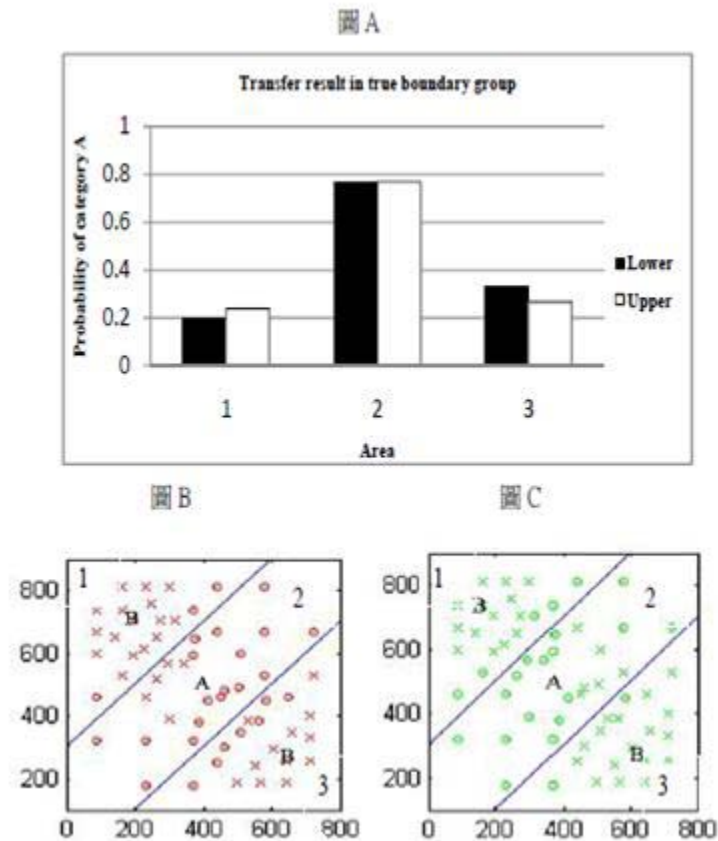 圖A
Transfer result in true boundary group
Probability of category A
1
0.8
0.6
0.4
0.2
0
1 2 3
Area
Lower
Upper
圖B
圖C
800
600
400
200
0 200 400 600 800
1
2
3
B
A
B
800
600
400
200
0 200 400 600 800
1
2
3
A
B